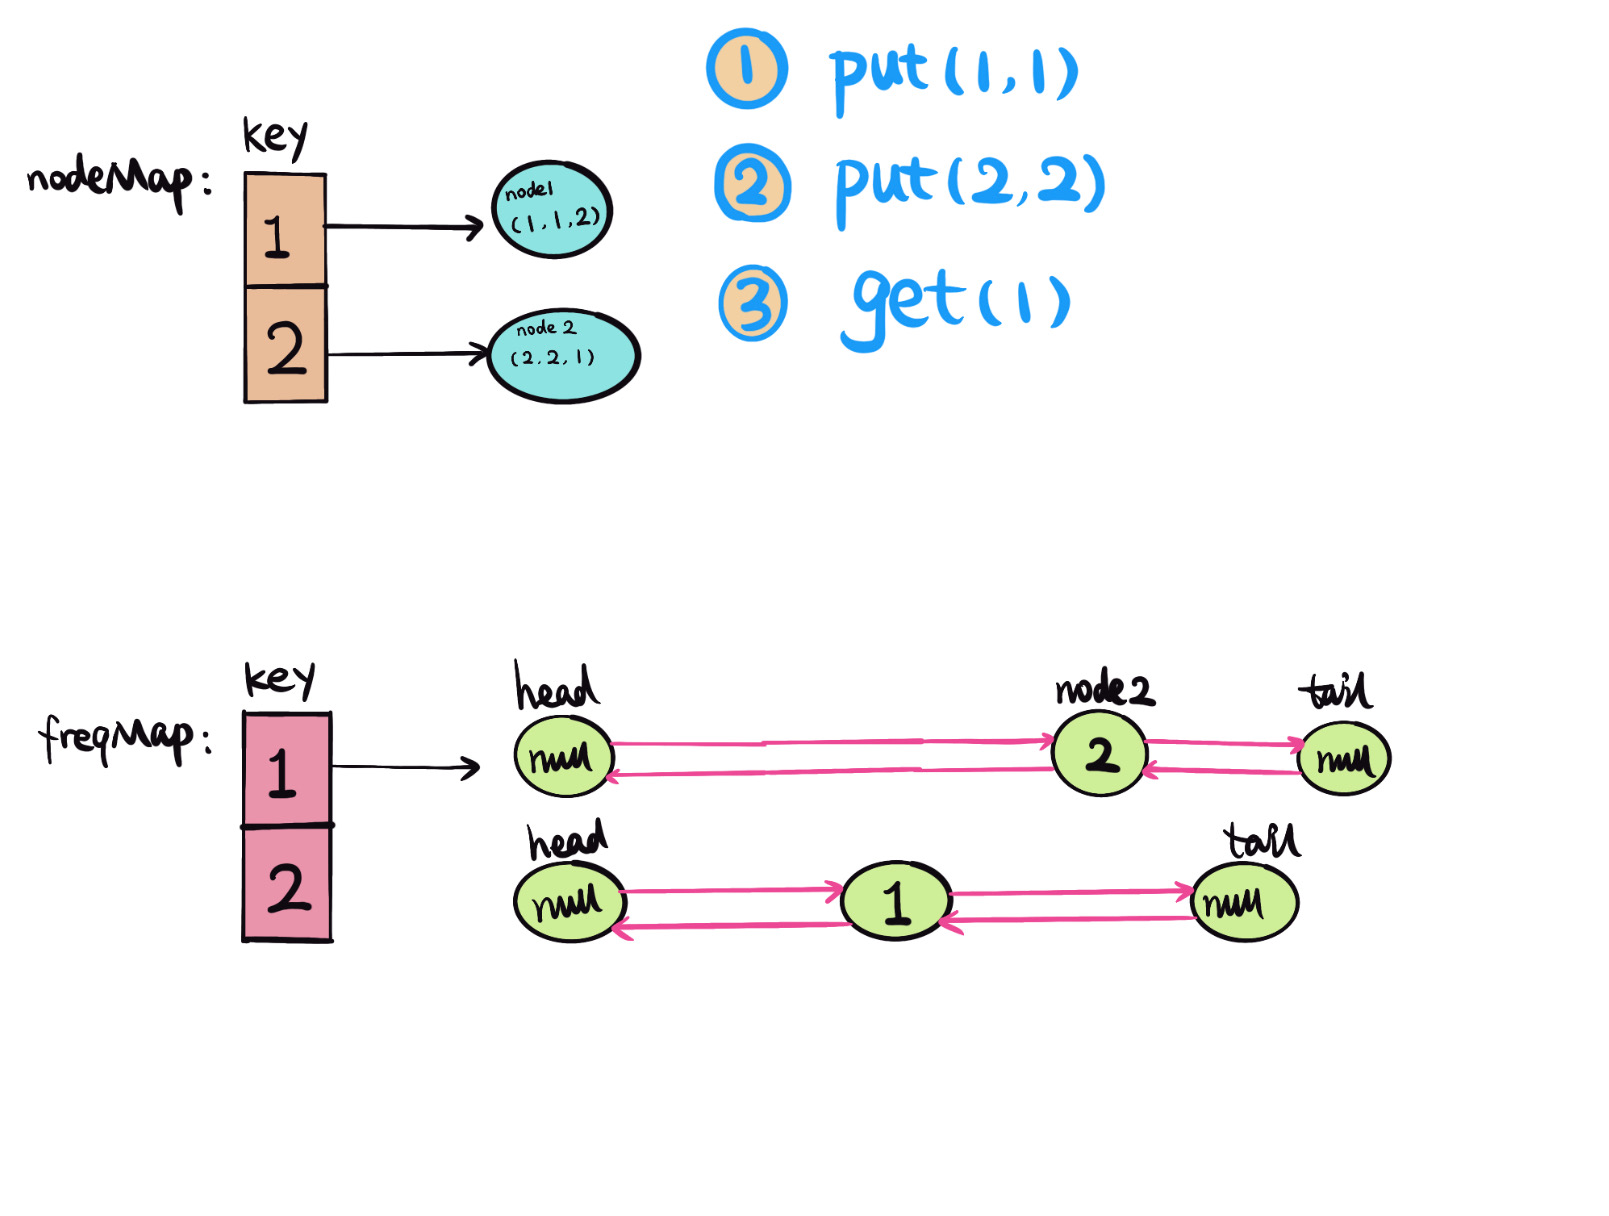 ① put(1,1)
key
nodeMap:
1
node1
(1,1,2)
② put(2,2)
③ get(1)
2
node 2
(2.2,1)
key
freqMap:
1
head
null
node2
2
tail
null
2
head
null
1
tail
null